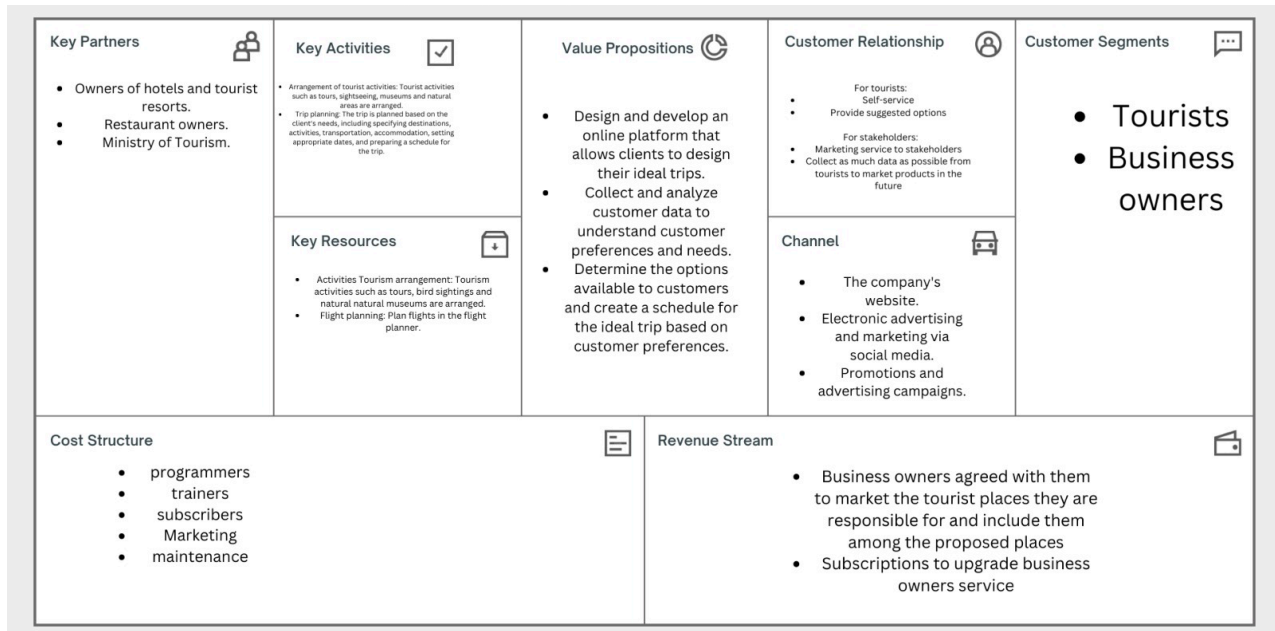 Key Partners
• Owners of hotels and tourist
resorts.
• Restaurant owners.
• Ministry of Tourism.
Key Activities
• Arrangement of tourist activities: Tourist activities
such as tours, sightseeing, museums and natural
areas are arranged.
• Trip planning: The trip is planned based on the
client's needs, including specifying destinations,
activities, transportation, accommodation, setting
appropriate dates, and preparing a schedule for
the trip.
Key Resources
• Activities Tourism arrangement: Tourism
activities such as tours, bird sightings and
natural natural museums are arranged.
• Flight planning: Plan flights in the flight
planner.
Value Propositions
• Design and develop an
online platform that
allows clients to design
their ideal trips.
• Collect and analyze
customer data to
understand customer
preferences and needs.
• Determine the options
available to customers
and create a schedule for
the ideal trip based on
customer preferences.
Customer Relationship
For tourists:
• Self-service
• Provide suggested options
For stakeholders:
• Marketing service to stakeholders
• Collect as much data as possible from
tourists to market products in the
future
Channel
• The company's
website.
• Electronic advertising
and marketing via
social media.
• Promotions and
advertising campaigns.
Customer Segments
• Tourists
• Business
owners
Cost Structure
• programmers
• trainers
• subscribers
• Marketing
• maintenance
Revenue Stream
• Business owners agreed with them
to market the tourist places they are
responsible for and include them
among the proposed places
• Subscriptions to upgrade business
owners service